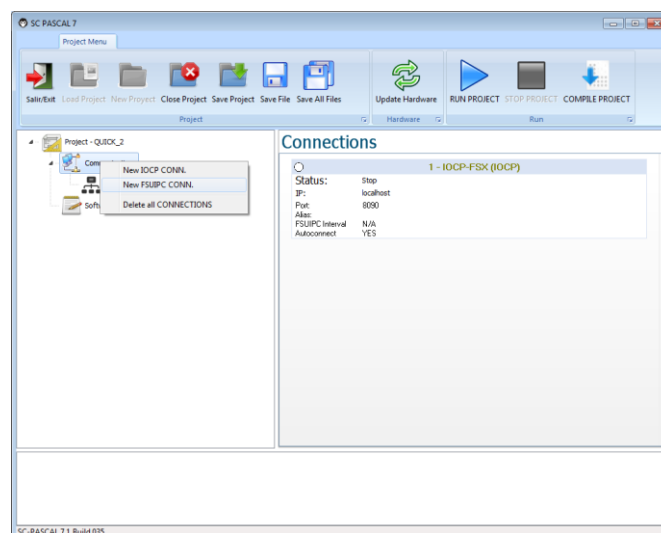 SC PASCAL 7
Project Menu
Salir/Exit Load Project New Proyect Close Project Save Project Save File Save All Files Update Hardware RUN PROJECT STOP PROJECT COMPILE PROJECT
Project Hardware Run
Project - QUICK_2
New IOCP CONN.
New FSUIPC CONN.
Delete all CONNECTIONS
Soft
Connections
1 - IOCP-FSX (IOCP)
Status: Stop
IP: localhost
Port 8090
Alias:
FSUIPC Interval N/A
Autoconnect YES
SC-PASCAL 7.1 Build 035